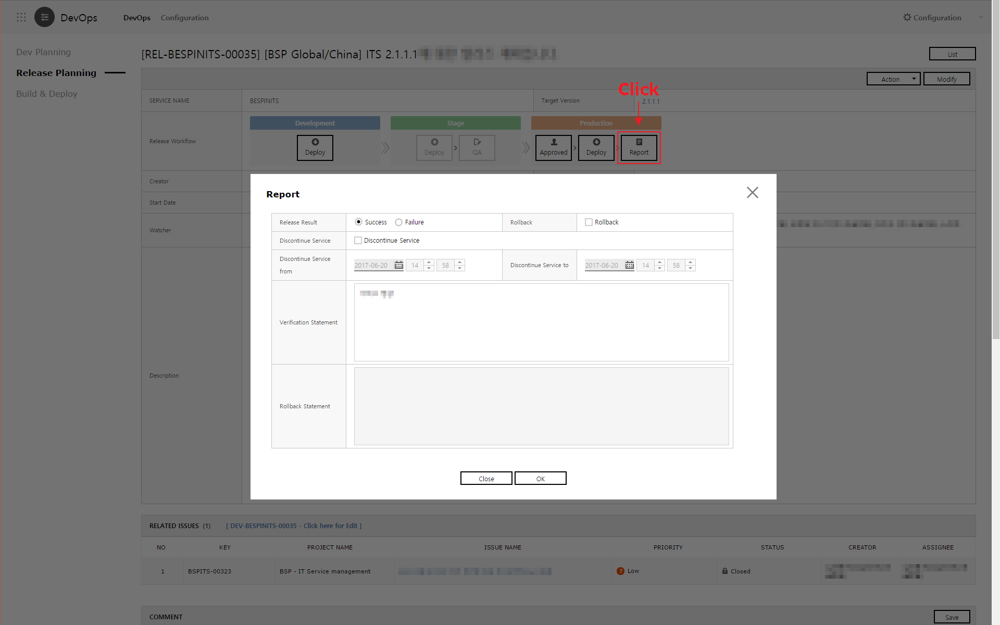 DevOps DevOps Configuration Configuration
Dev Planning
Release Planning
Build & Deploy
[REL-BESPINITS-00035] [BSP Global/China] ITS 2.1.1.1
List
Action Modify
Click
SERVICE NAME BESPINITS Target Version 2.1.1.1
Release Workflow
Development Stage Production
Deploy Deploy QA Approved Deploy Report
Creator
Start Date
Watcher
Description
Report
Release Result Success Failure Rollback Rollback
Discontinue Service Discontinue Service
Discontinue Service from 2017-06-20 14 58 Discontinue Service to 2017-06-20 14 58
Verification Statement
Rollback Statement
Close OK
RELATED ISSUES (1) [ DEV-BESPINITS-00035 - Click here for Edit ]
NO KEY PROJECT NAME ISSUE NAME PRIORITY STATUS CREATOR ASSIGNEE
1 BSPITS-00323 BSP - IT Service management 7 Low Closed
COMMENT Save